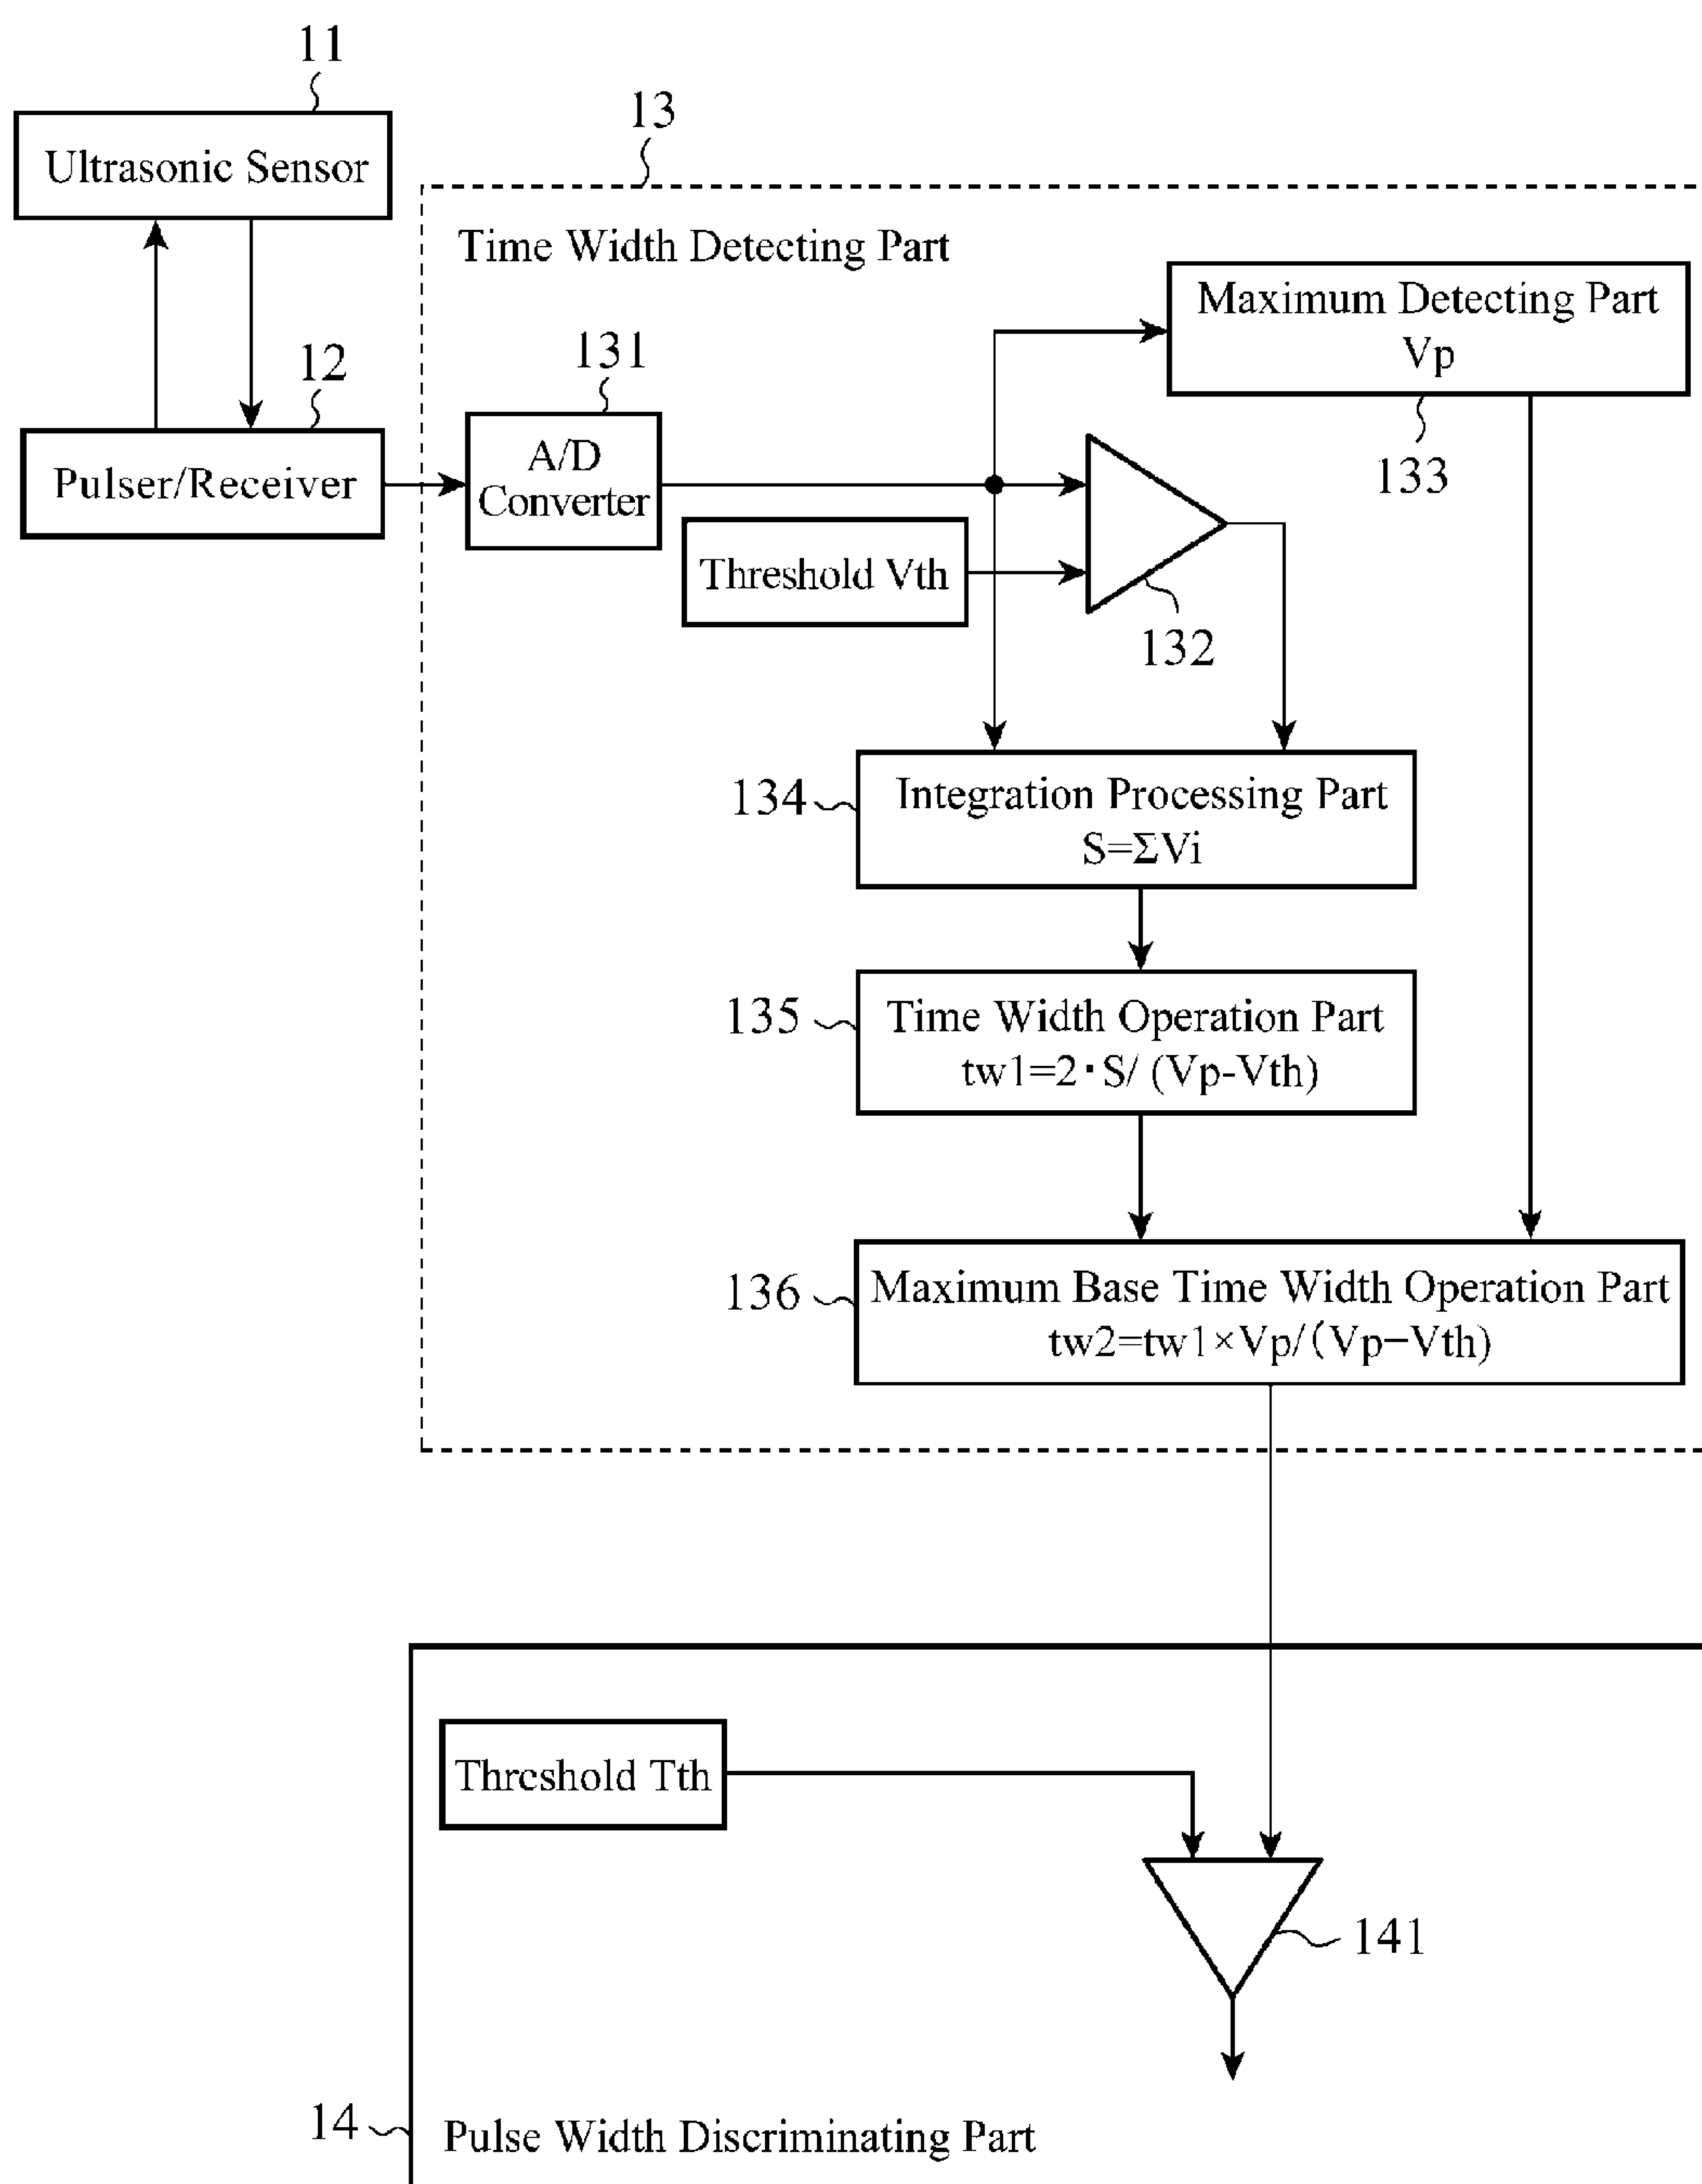 11
Ultrasonic Sensor
13
Time Width Detecting Part
Maximum Detecting Part
Vp
133
12
Pulser/Receiver
131
A/D
Converter
Threshold Vth
132
134
Integration Processing Part
S=ΣVi
135
Time Width Operation Part
tw1=2・S/ (Vp-Vth)
136
Maximum Base Time Width Operation Part
tw2=tw1×Vp/(Vp−Vth)
Threshold Tth
141
14
Pulse Width Discriminating Part